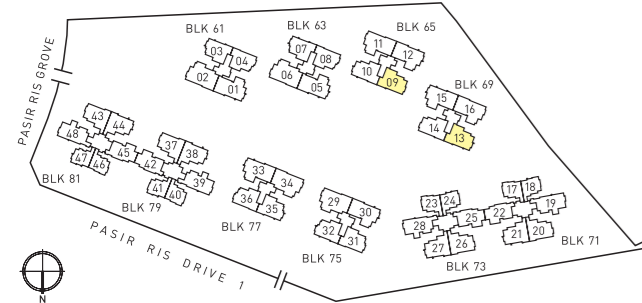 BLK 61
BLK 63
BLK 65
03 04
02 01
07 08
06 05
11 12
10 09
BLK 69
15 16
14 13
PASIR RIS GROVE
43 44
48 45
47 46
37 38
42 39
41 40
BLK 81
BLK 79
33 34
36 35
BLK 77
29 30
32 31
BLK 75
23 24
28 25
27 26
BLK 73
17 18
22 19
21 20
BLK 71
PASIR RIS DRIVE 1
N